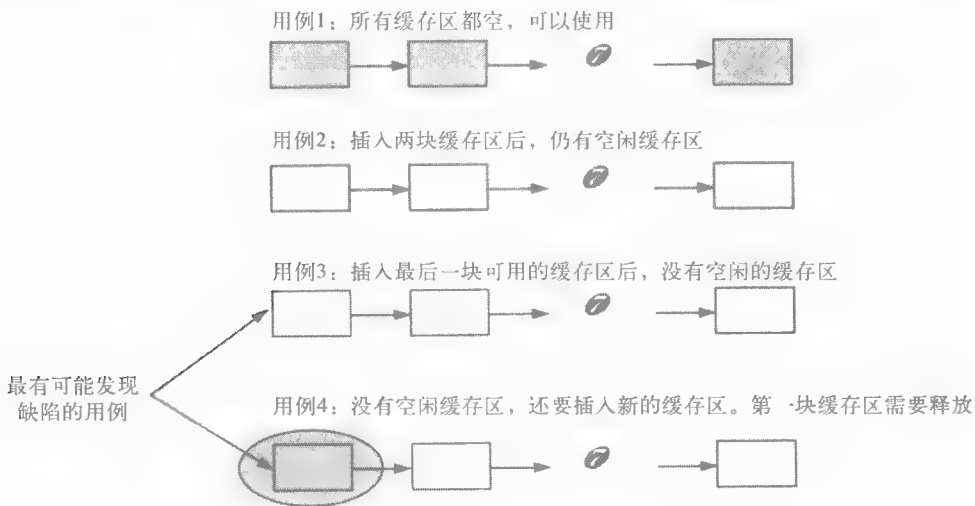 用例1：所有缓存区都空，可以使用
7
用例2：插入两块缓存区后，仍有空闲缓存区
7
用例3：插入最后一块可用的缓存区后，没有空闲的缓存区
7
最有可能发现
缺陷的用例
用例4：没有空闲缓存区，还要插入新的缓存区。第一块缓存区需要释放
7